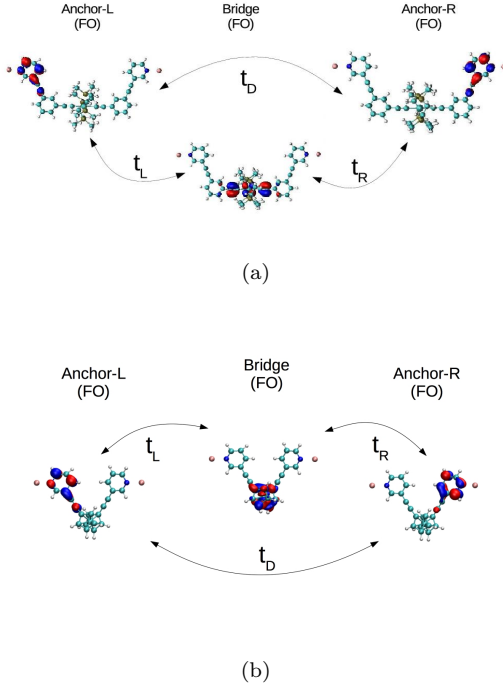 Anchor-L
(FO)
Bridge
(FO)
Anchor-R
(FO)
t_D
t_L
t_R
(a)
Anchor-L
(FO)
Bridge
(FO)
Anchor-R
(FO)
t_L
t_R
t_D
(b)